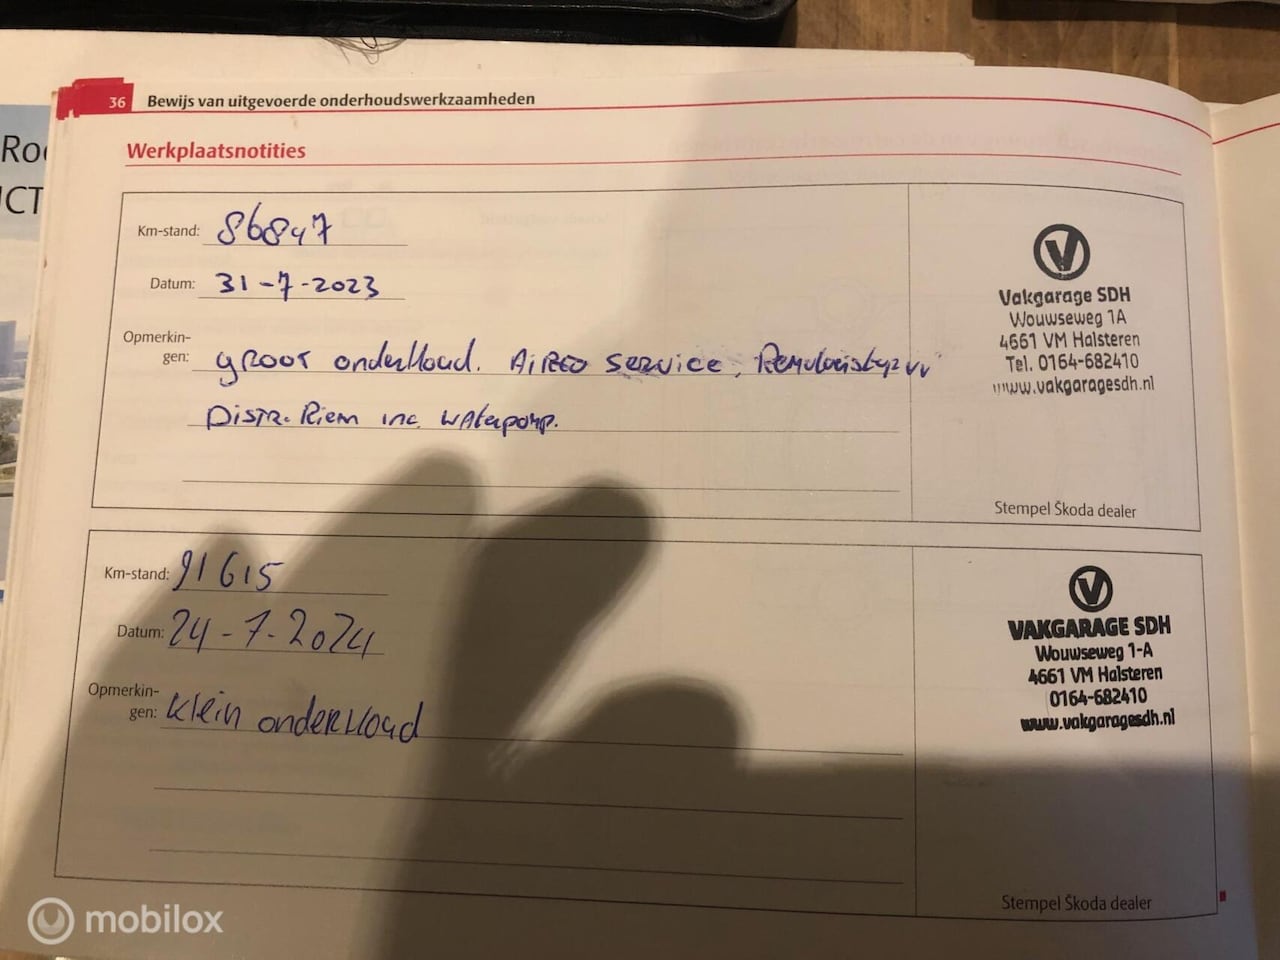 36 Bewijs van uitgevoerde onderhoudswerkzaamheden
Werkplaatsnotities
Km-stand: 86847
Datum: 31-7-2023
Opmerkin-
gen: groot onderHoud. AIRCO Service,
Distr. Riem inc. waterpomp.
V
Vakgarage SDH
Wouwseweg 1A
4661 VM Halsteren
Tel. 0164-682410
www.vakgaragesdh.nl
Stempel Škoda dealer
Km-stand: 91615
Datum: 24-7-2024
Opmerkin-
gen: Klein onderHoud
V
VAKGARAGE SDH
Wouwseweg 1-A
4661 VM Halsteren
0164-682410
www.vakgaragesdh.nl
Stempel Škoda dealer
mobilox